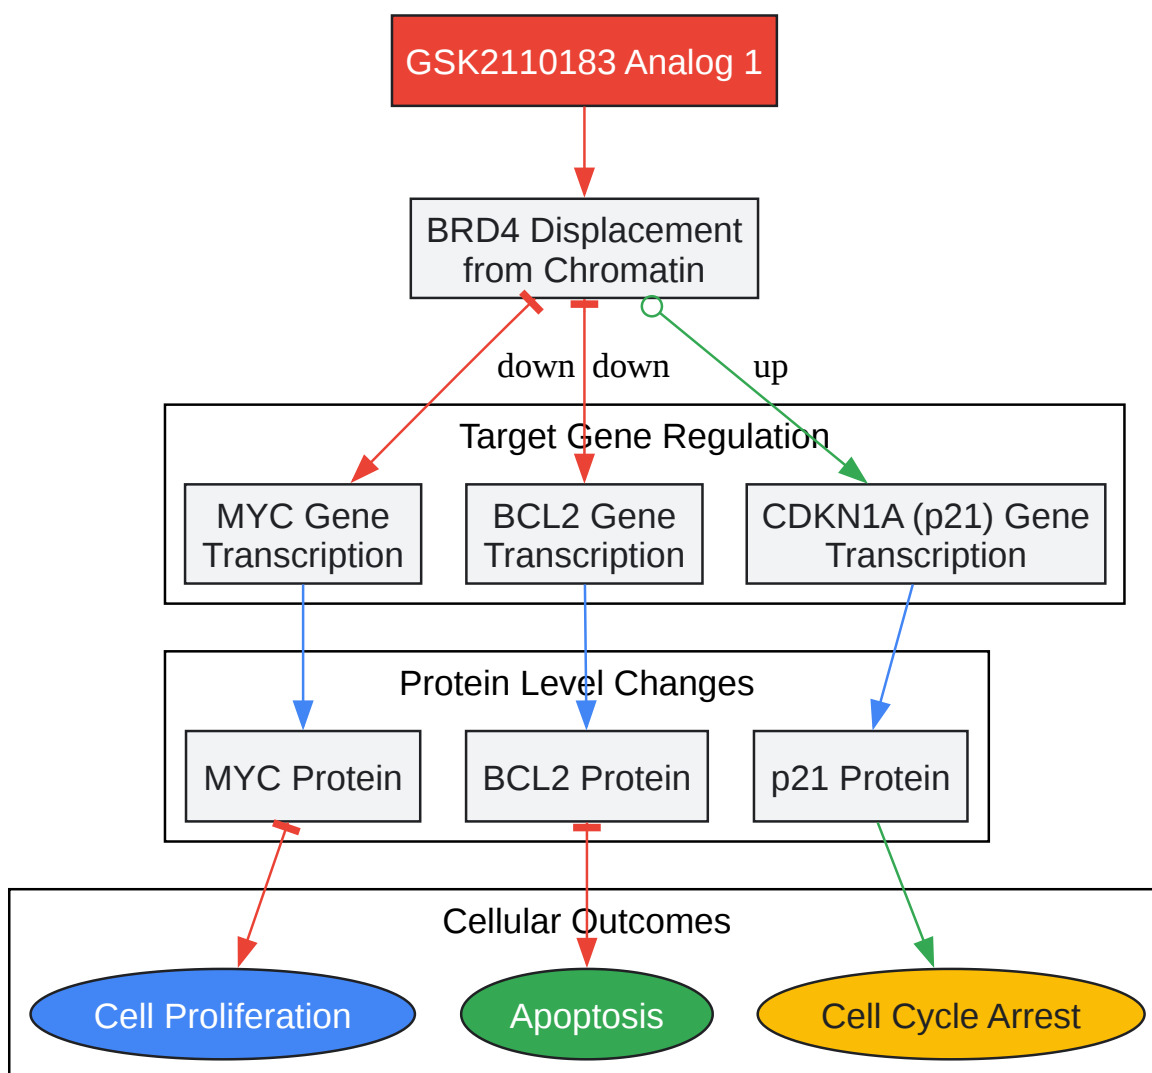 GSK2110183 Analog 1
BRD4 Displacement
from Chromatin
down
down
up
Target Gene Regulation
MYC Gene
Transcription
BCL2 Gene
Transcription
CDKN1A (p21) Gene
Transcription
Protein Level Changes
MYC Protein
BCL2 Protein
p21 Protein
Cellular Outcomes
Cell Proliferation
Apoptosis
Cell Cycle Arrest